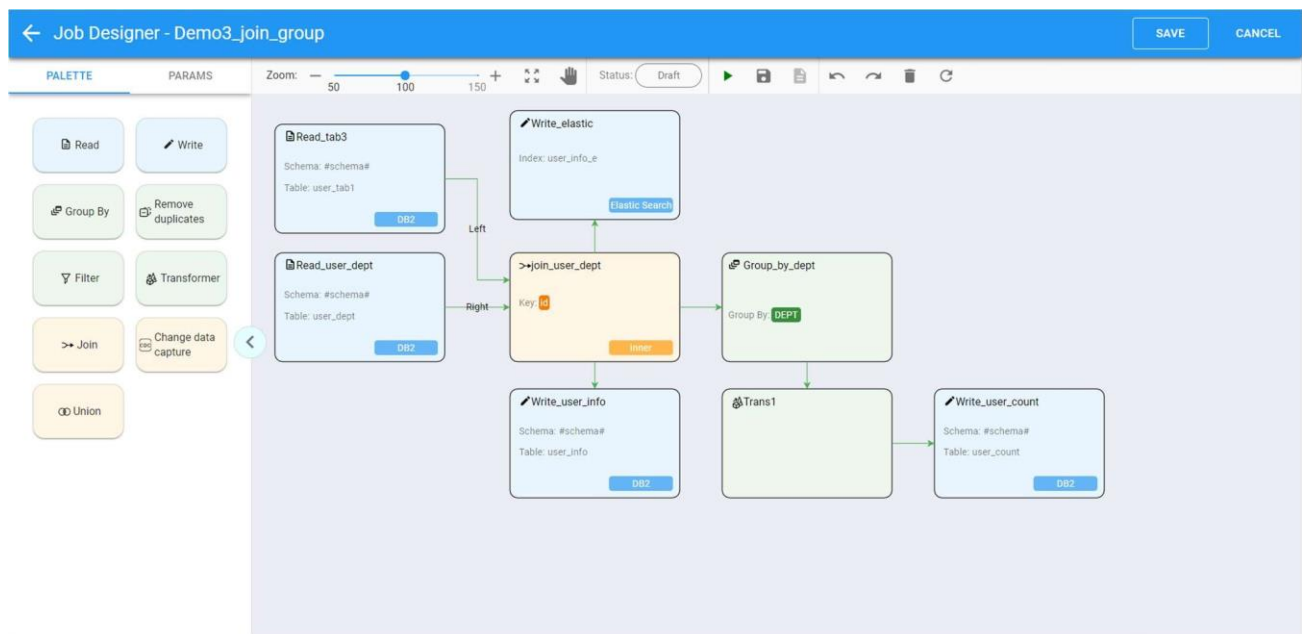 Job Designer - Demo3_join_group
SAVE
CANCEL
PALETTE
PARAMS
Zoom:
50
100
150
Status:
Draft
Read
Write
Group By
Remove
duplicates
Filter
Transformer
Join
CDC
Change data
capture
Union
Read_tab3
Schema: #schema#
Table: user_tab1
DB2
Left
Write_elastic
Index: user_info_e
Elastic Search
Read_user_dept
Schema: #schema#
Table: user_dept
DB2
Right
join_user_dept
Key: id
Inner
Group_by_dept
Group By: DEPT
Write_user_info
Schema: #schema#
Table: user_info
DB2
Trans1
Write_user_count
Schema: #schema#
Table: user_count
DB2